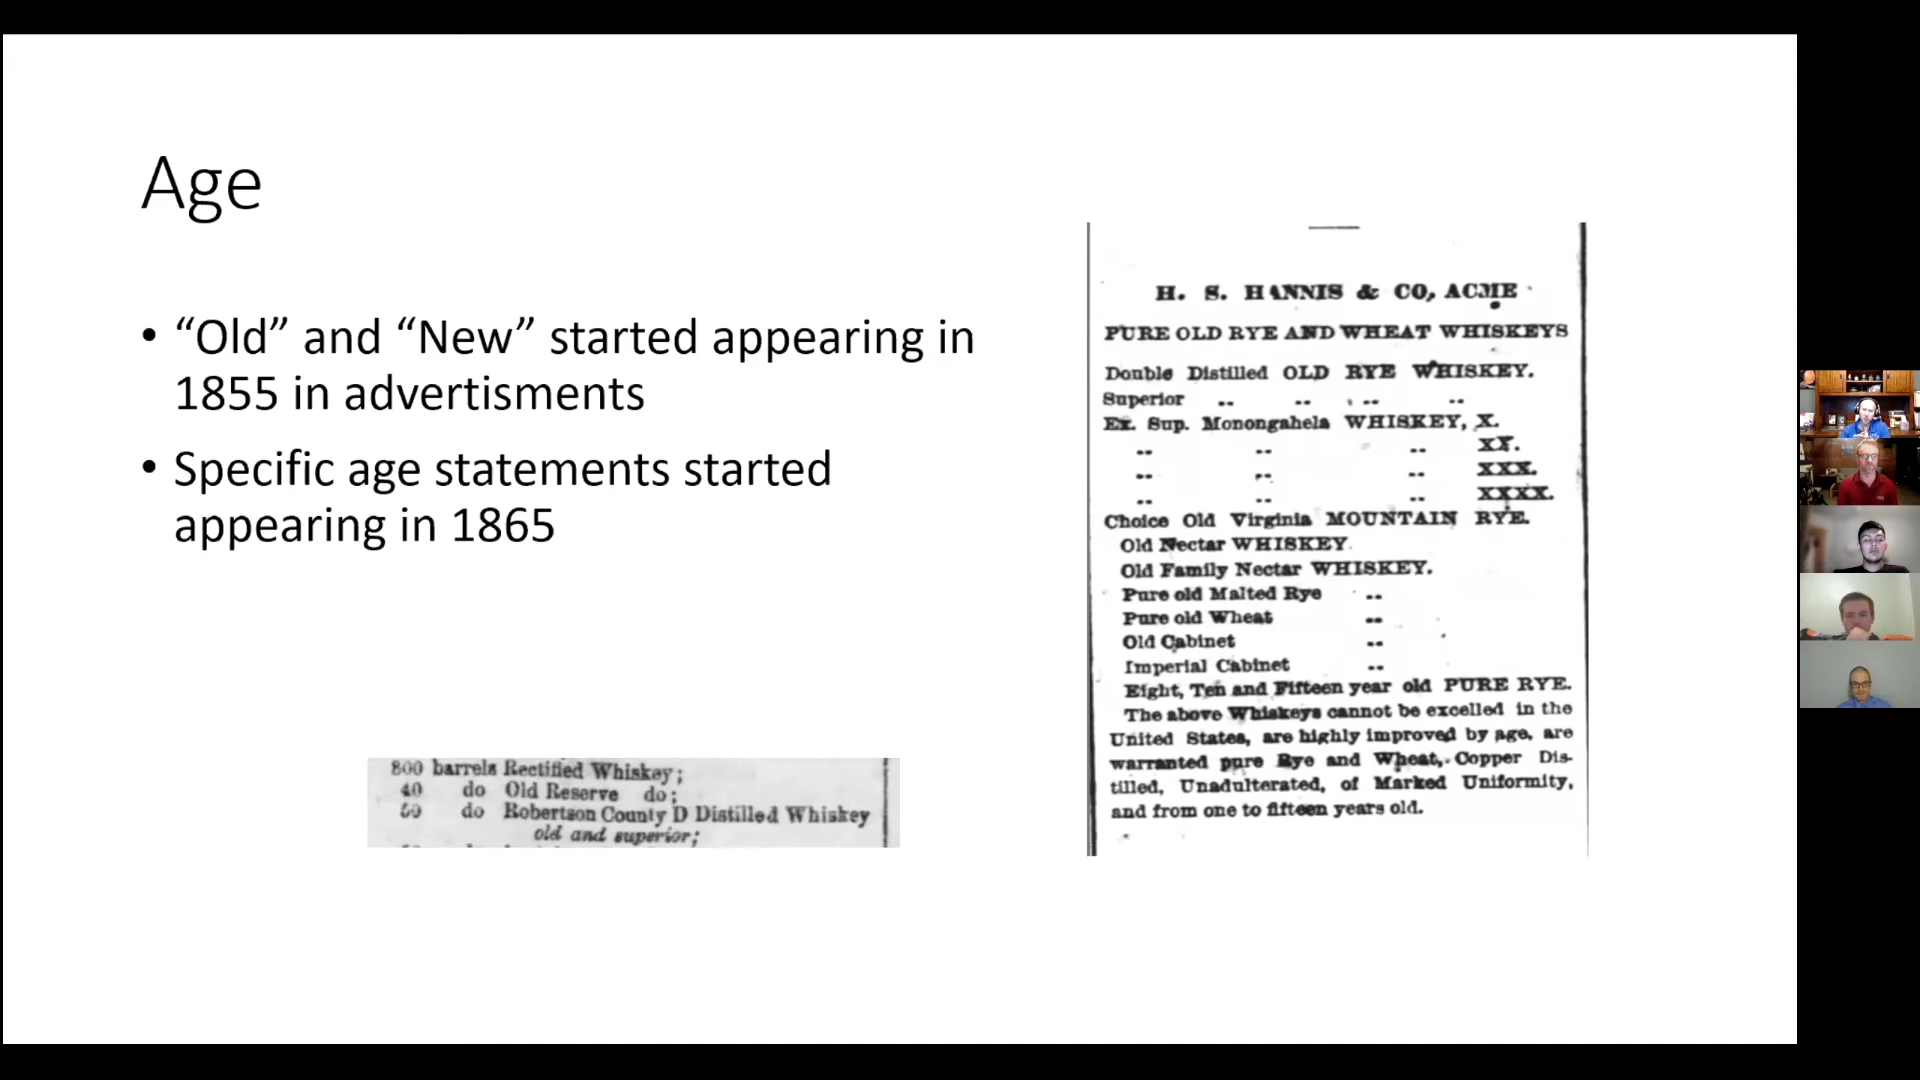 Age
• “Old” and “New” started appearing in
1855 in advertisments
• Specific age statements started
appearing in 1865
800 barrels Rectified Whiskey;
40 do Old Reserve do;
50 do Robertson County D Distilled Whiskey
old and superior;
H. S. HANNIS & CO, ACME
PURE OLD RYE AND WHEAT WHISKEYS
Double Distilled OLD RYE WHISKEY.
Superior .. .. .. ..
Ex. Sup. Monongahela WHISKEY, X.
.. .. .. XX.
.. .. .. XXX.
.. .. .. XXXX.
Choice Old Virginia MOUNTAIN RYE.
Old Nectar WHISKEY.
Old Family Nectar WHISKEY.
Pure old Malted Rye ..
Pure old Wheat ..
Old Cabinet ..
Imperial Cabinet ..
Eight, Ten and Fifteen year old PURE RYE.
The above Whiskeys cannot be excelled in the
United States, are highly improved by age, are
warranted pure Rye and Wheat, Copper Dis-
tilled, Unadulterated, of Marked Uniformity,
and from one to fifteen years old.